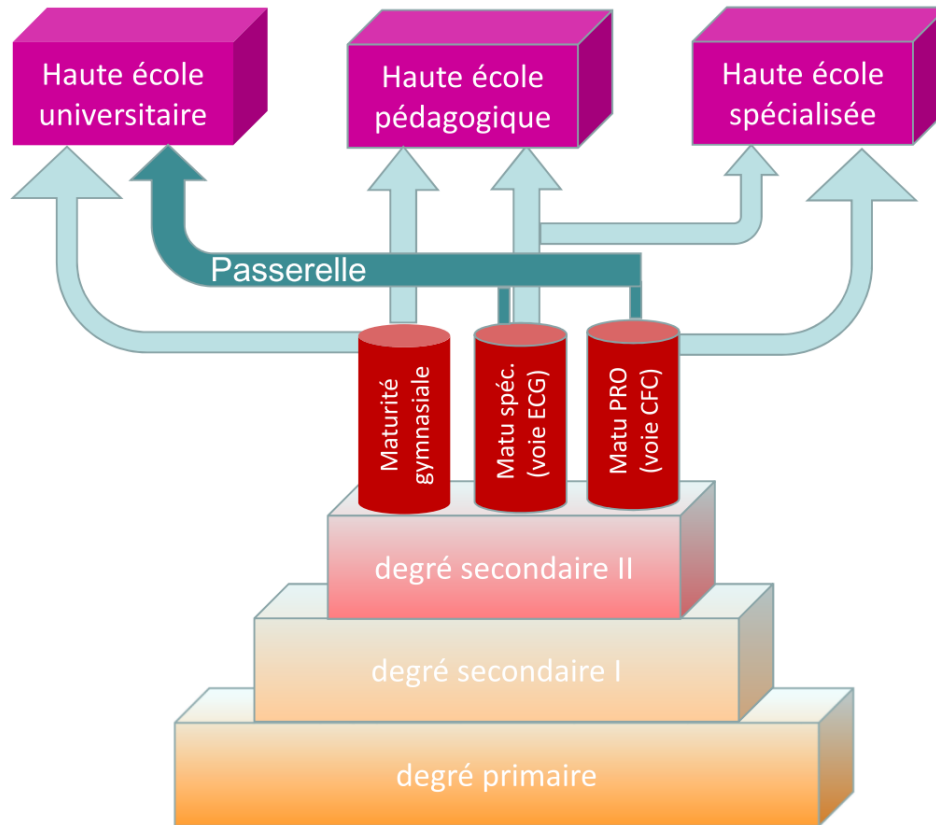 Haute école
universitaire
Haute école
pédagogique
Haute école
spécialisée
Passerelle
Maturité
gymnasiale
Matu spéc.
(voie ECG)
Matu PRO
(voie CFC)
degré secondaire II
degré secondaire I
degré primaire